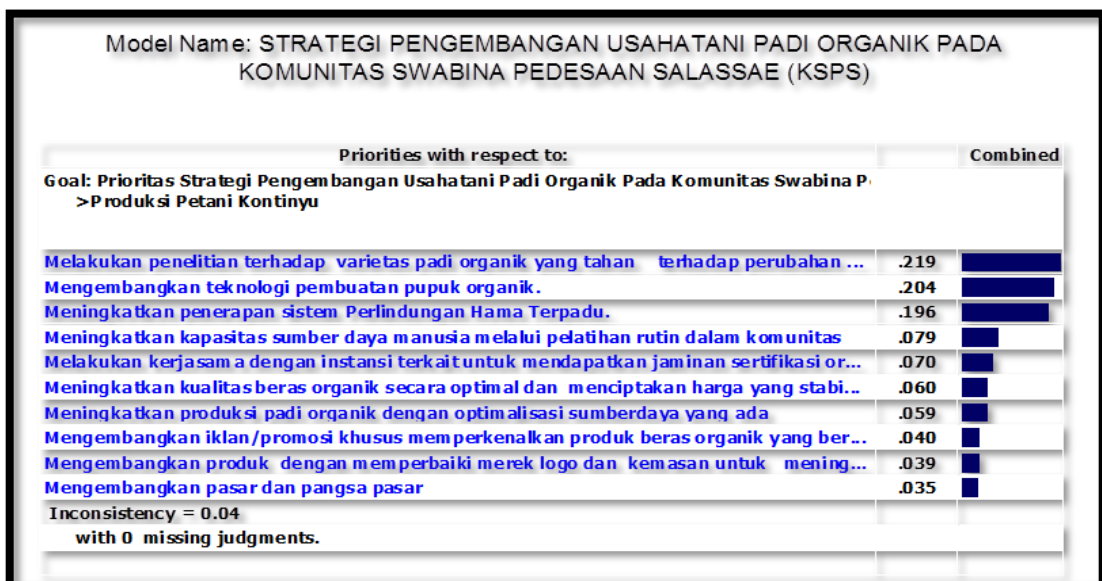 Model Name: STRATEGI PENGEMBANGAN USAHATANI PADI ORGANIK PADA
KOMUNITAS SWABINA PEDESAAN SALASSAE (KSPS)
Priorities with respect to: Combined
Goal: Prioritas Strategi Pengembangan Usahatani Padi Organik Pada Komunitas Swabina P
>Produksi Petani Kontinyu
Melakukan penelitian terhadap varietas padi organik yang tahan terhadap perubahan ... .219
Mengembangkan teknologi pembuatan pupuk organik. .204
Meningkatkan penerapan sistem Perlindungan Hama Terpadu. .196
Meningkatkan kapasitas sumber daya manusia melalui pelatihan rutin dalam komunitas .079
Melakukan kerjasama dengan instansi terkait untuk mendapatkan jaminan sertifikasi or... .070
Meningkatkan kualitas beras organik secara optimal dan menciptakan harga yang stabi... .060
Meningkatkan produksi padi organik dengan optimalisasi sumberdaya yang ada .059
Mengembangkan iklan/promosi khusus memperkenalkan produk beras organik yang ber... .040
Mengembangkan produk dengan memperbaiki merek logo dan kemasan untuk mening... .039
Mengembangkan pasar dan pangsa pasar .035
Inconsistency = 0.04
with 0 missing judgments.